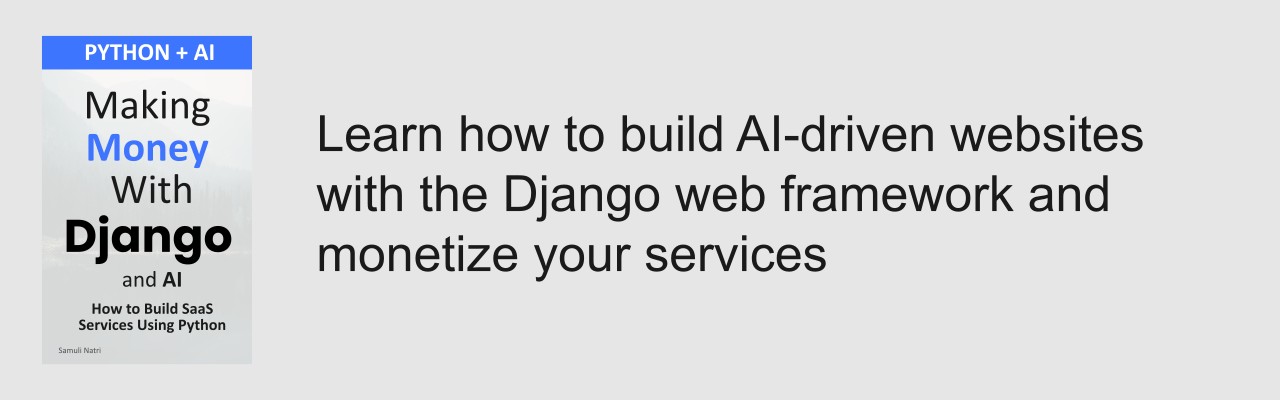 PYTHON + AI
Making
Money
With
Django
and AI
How to Build SaaS
Services Using Python
Samuli Natri
Learn how to build AI-driven websites
with the Django web framework and
monetize your services